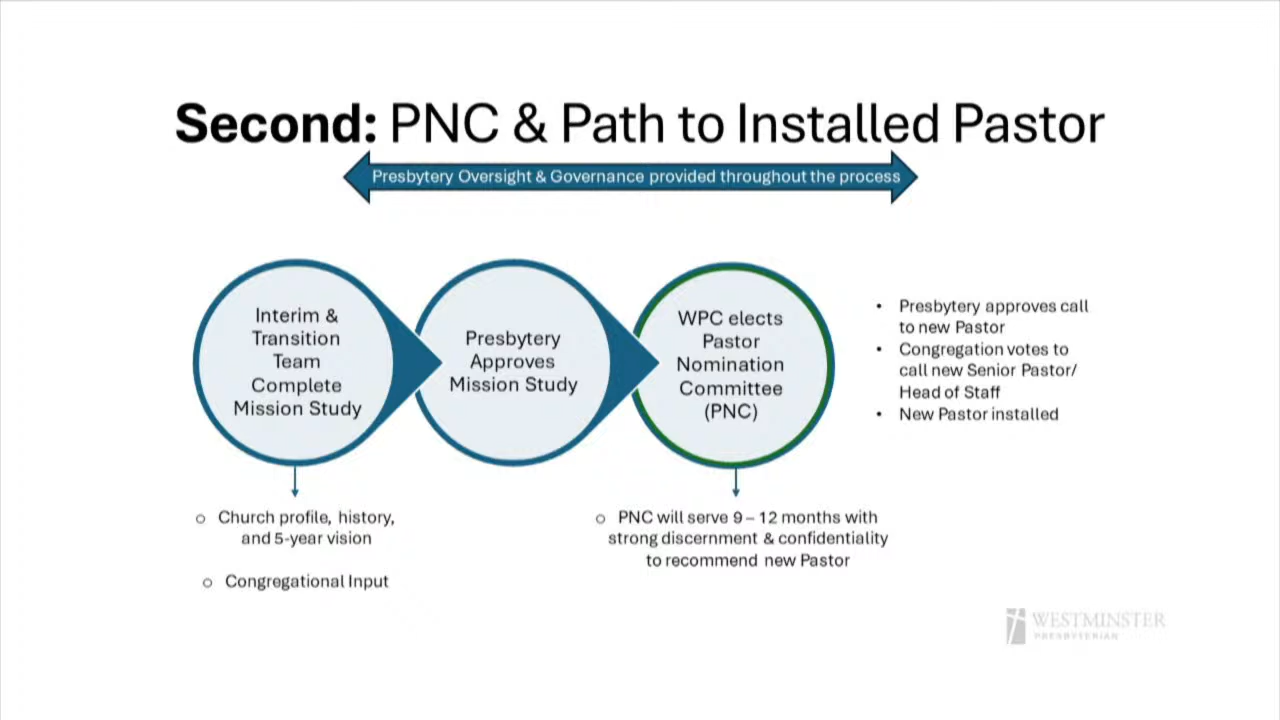 Second: PNC & Path to Installed Pastor
Presbytery Oversight & Governance provided throughout the process
Interim &
Transition
Team
Complete
Mission Study
Presbytery
Approves
Mission Study
WPC elects
Pastor
Nomination
Committee
(PNC)
• Presbytery approves call
to new Pastor
• Congregation votes to
call new Senior Pastor/
Head of Staff
• New Pastor installed
o Church profile, history,
and 5-year vision
o Congregational Input
o PNC will serve 9 – 12 months with
strong discernment & confidentiality
to recommend new Pastor
WESTMINSTER
PRESBYTERIAN